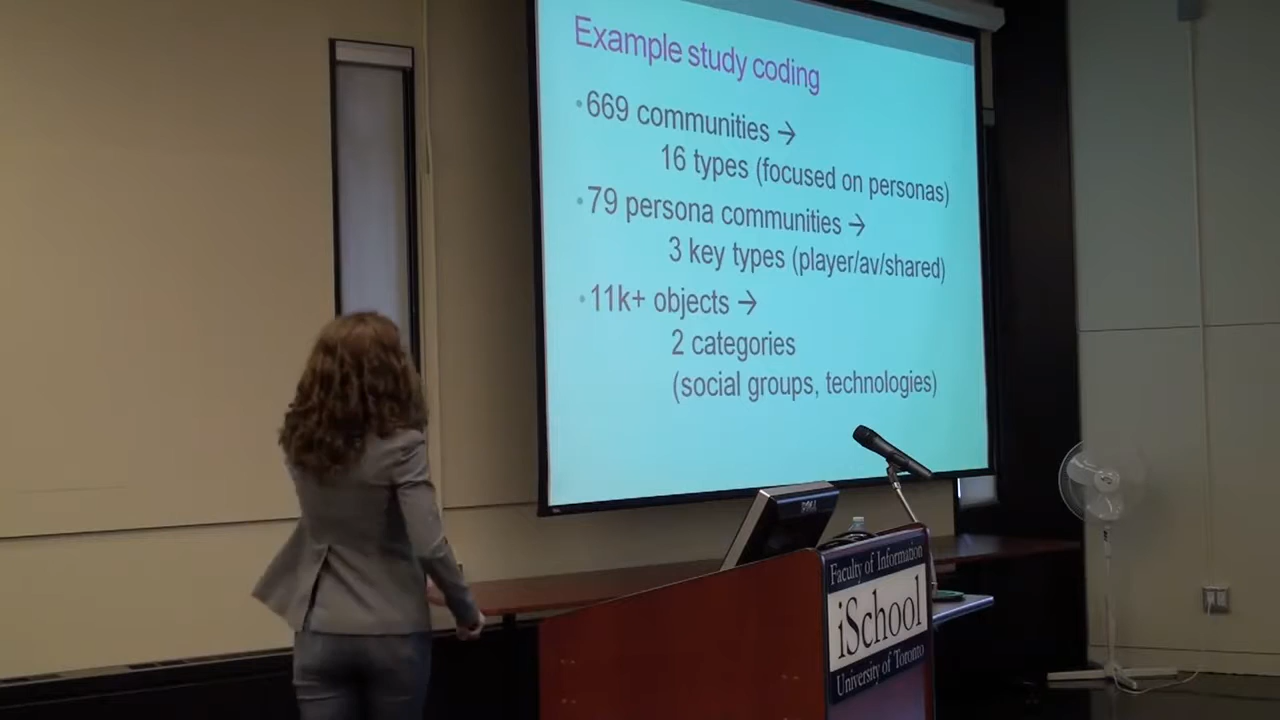 Example study coding
•669 communities →
16 types (focused on personas)
•79 persona communities →
3 key types (player/av/shared)
•11k+ objects →
2 categories
(social groups, technologies)
DELL
Faculty of Information
iSchool
University of Toronto